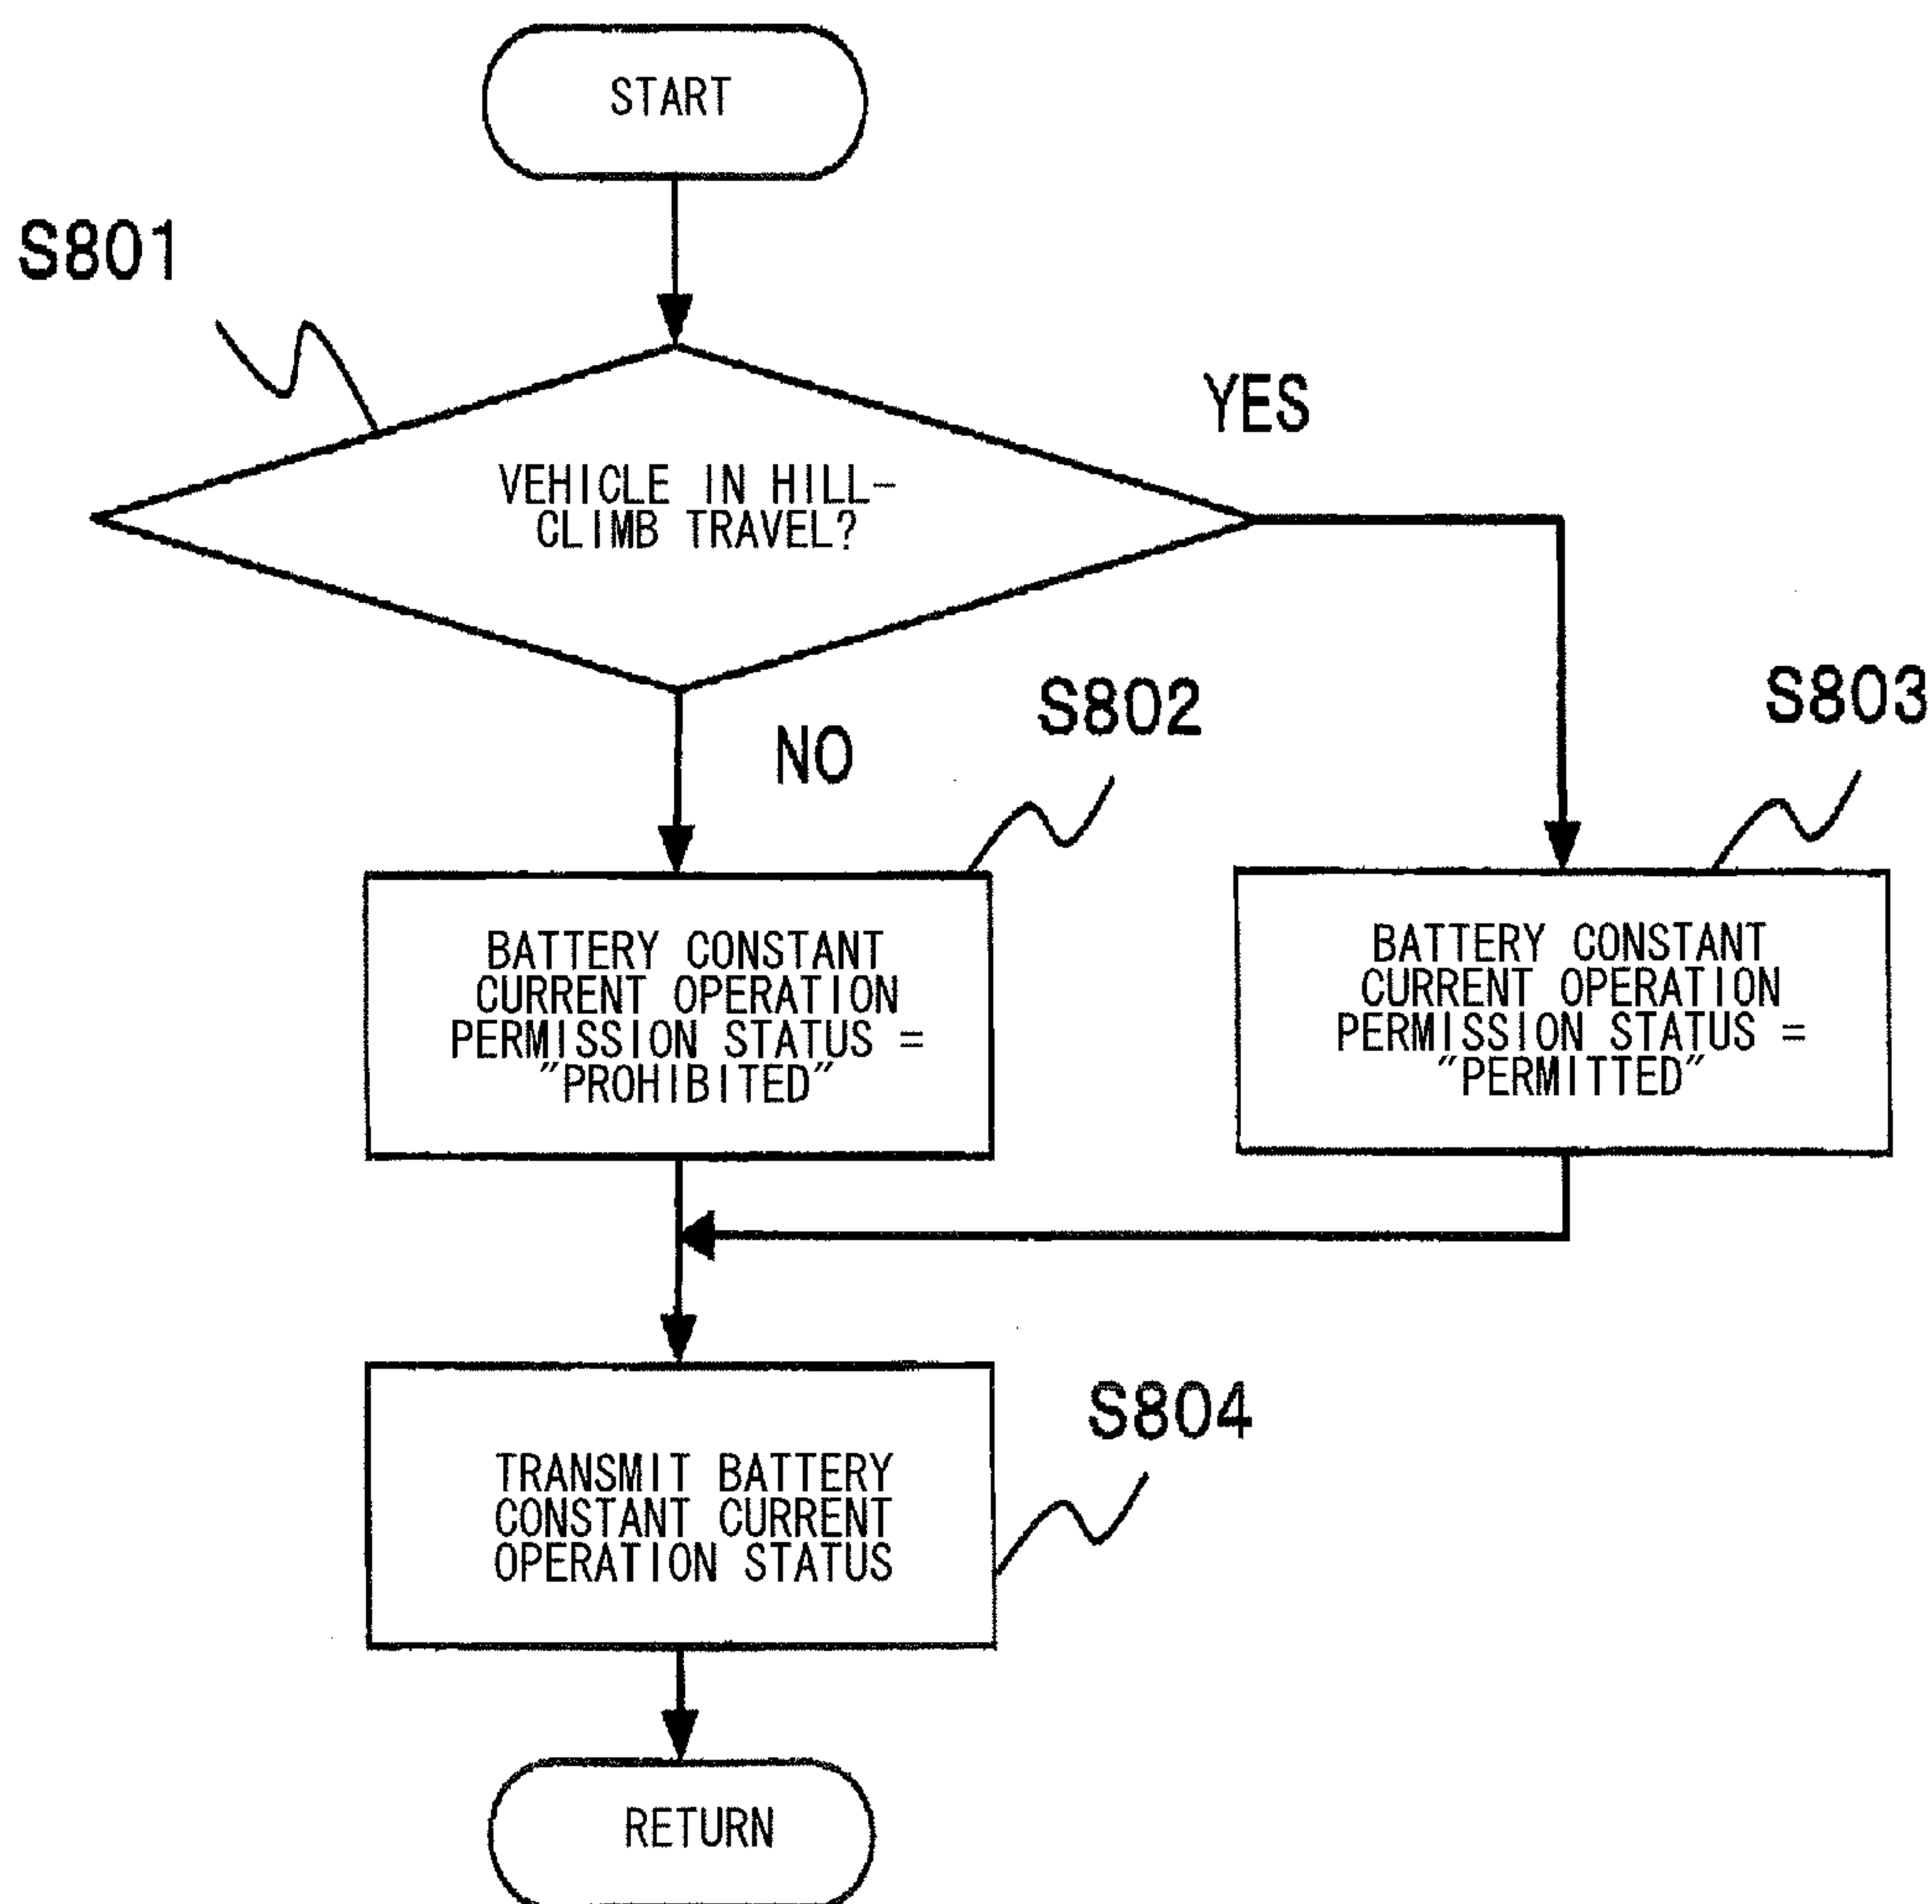 START
S801
YES
VEHICLE IN HILL-
CLIMB TRAVEL?
NO
S802
S803
BATTERY CONSTANT
CURRENT OPERATION
PERMISSION STATUS =
"PROHIBITED"
BATTERY CONSTANT
CURRENT OPERATION
PERMISSION STATUS =
"PERMITTED"
S804
TRANSMIT BATTERY
CONSTANT CURRENT
OPERATION STATUS
RETURN